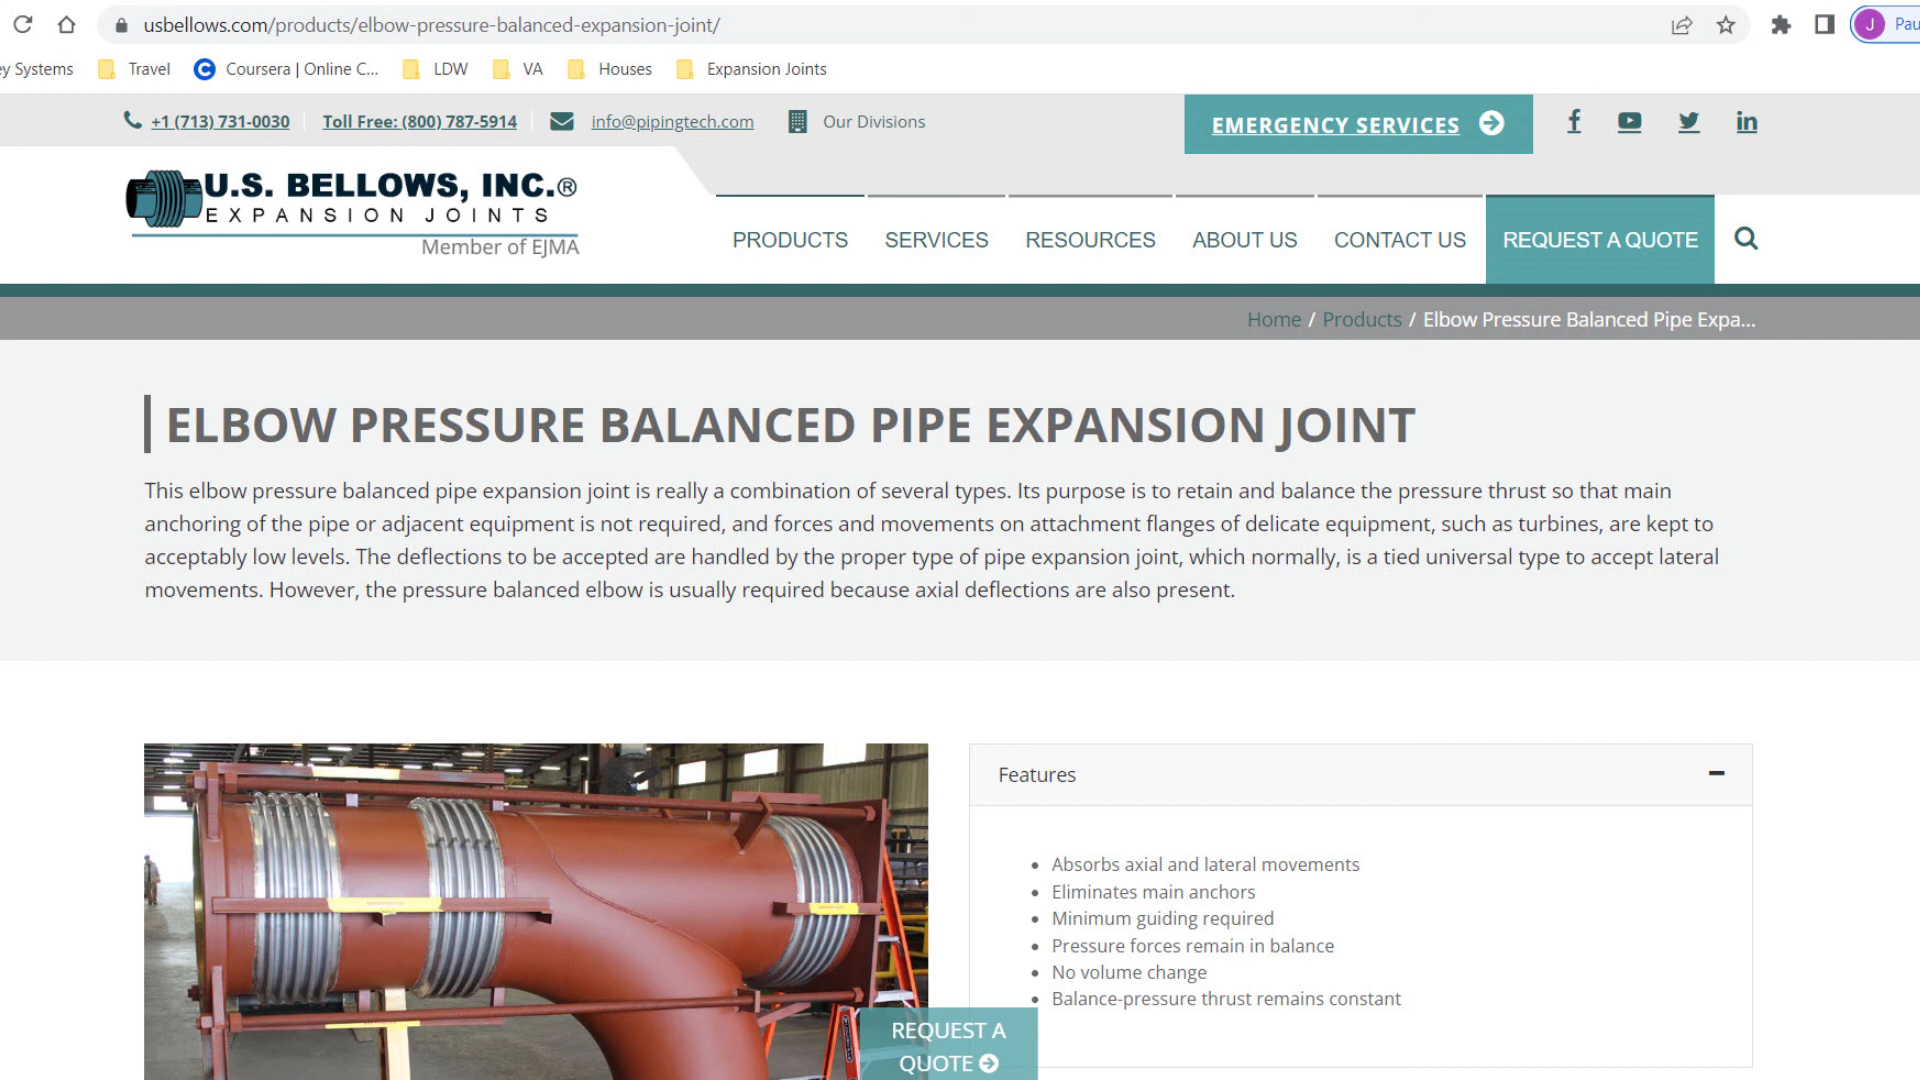 usbellows.com/products/elbow-pressure-balanced-expansion-joint/
J Pau
ey Systems Travel Coursera | Online C... LDW VA Houses Expansion Joints
+1 (713) 731-0030 Toll Free: (800) 787-5914 info@pipingtech.com Our Divisions EMERGENCY SERVICES
U.S. BELLOWS, INC.®
EXPANSION JOINTS
Member of EJMA
PRODUCTS SERVICES RESOURCES ABOUT US CONTACT US REQUEST A QUOTE
Home / Products / Elbow Pressure Balanced Pipe Expa...
ELBOW PRESSURE BALANCED PIPE EXPANSION JOINT
This elbow pressure balanced pipe expansion joint is really a combination of several types. Its purpose is to retain and balance the pressure thrust so that main
anchoring of the pipe or adjacent equipment is not required, and forces and movements on attachment flanges of delicate equipment, such as turbines, are kept to
acceptably low levels. The deflections to be accepted are handled by the proper type of pipe expansion joint, which normally, is a tied universal type to accept lateral
movements. However, the pressure balanced elbow is usually required because axial deflections are also present.
Features
• Absorbs axial and lateral movements
• Eliminates main anchors
• Minimum guiding required
• Pressure forces remain in balance
• No volume change
• Balance-pressure thrust remains constant
REQUEST A
QUOTE